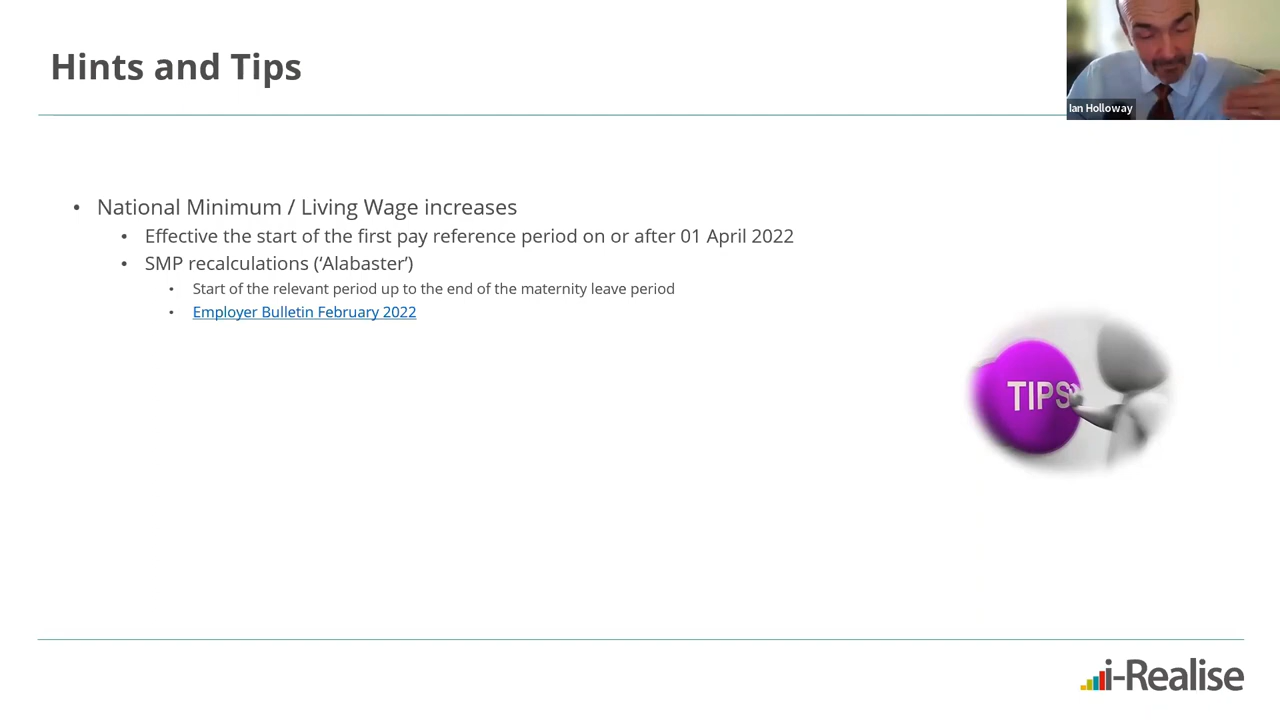 Hints and Tips
Ian Holloway
• National Minimum / Living Wage increases
• Effective the start of the first pay reference period on or after 01 April 2022
• SMP recalculations (‘Alabaster’)
• Start of the relevant period up to the end of the maternity leave period
• Employer Bulletin February 2022
TIPS
i-Realise